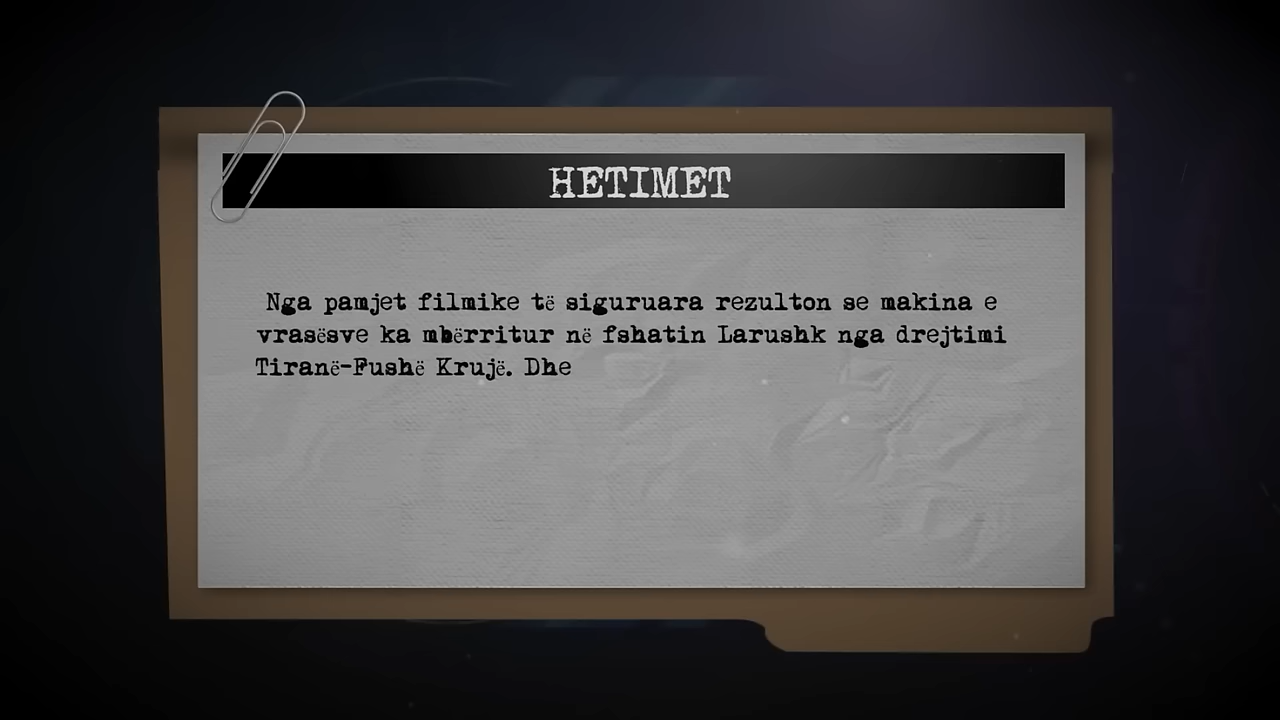 HETIMET
Nga pamjet filmike të siguruara rezulton se makina e
vrasësve ka mbërritur në fshatin Larushk nga drejtimi
Tiranë-Fushë Krujë. Dhe